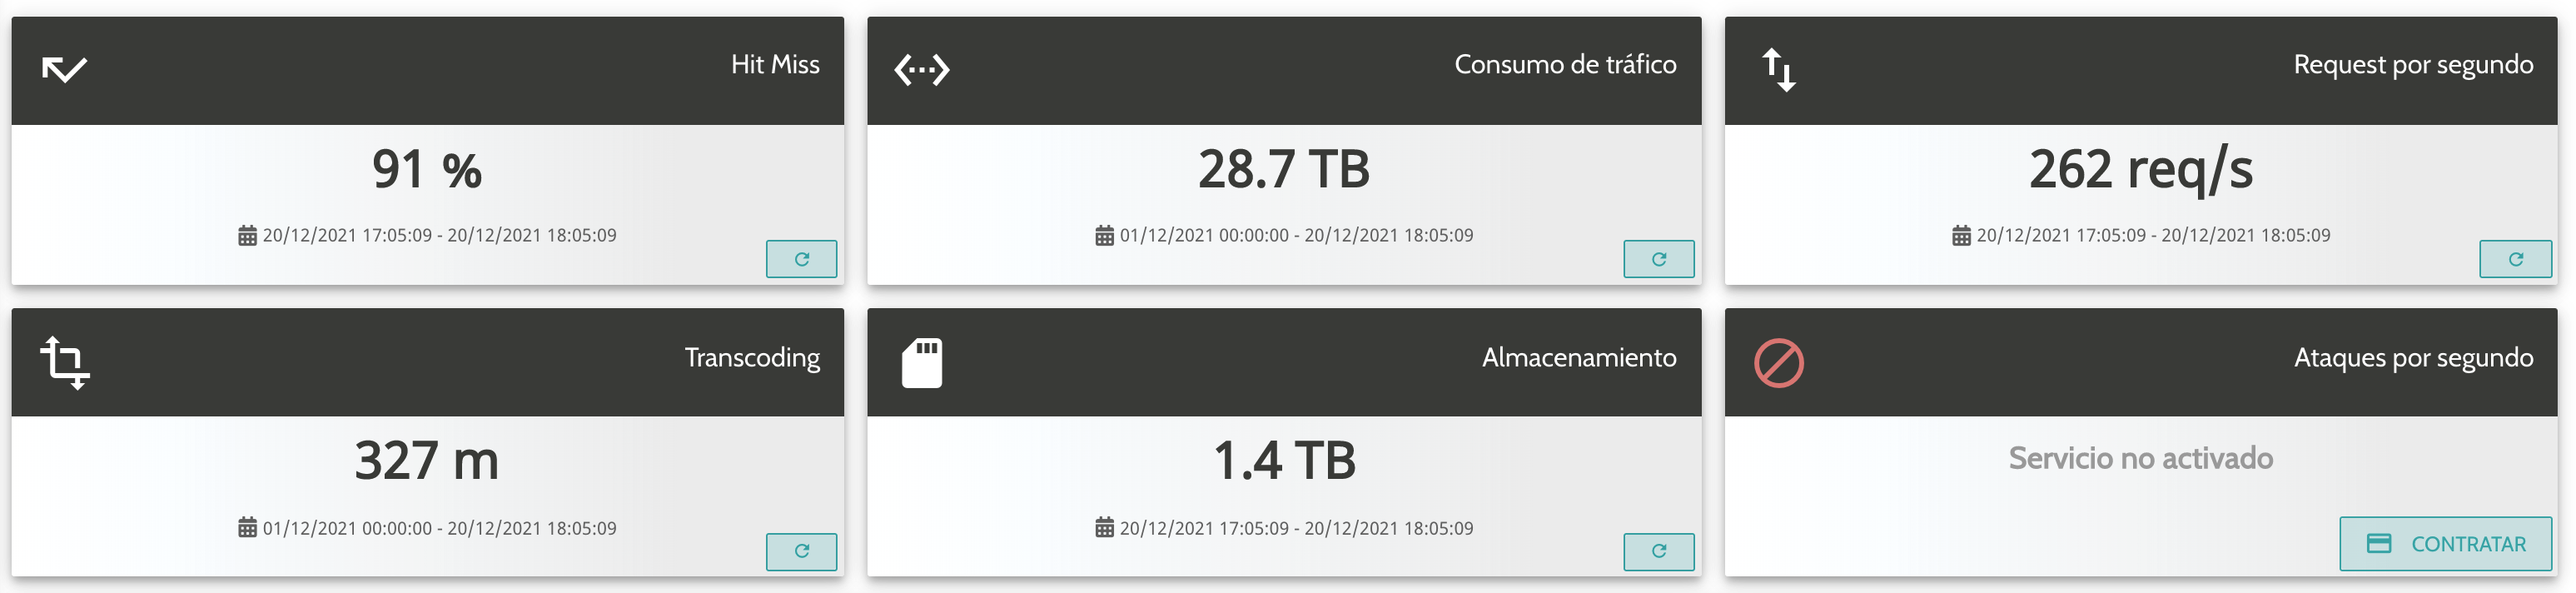 Hit Miss
91 %
20/12/2021 17:05:09 - 20/12/2021 18:05:09
Consumo de tráfico
28.7 TB
01/12/2021 00:00:00 - 20/12/2021 18:05:09
Request por segundo
262 req/s
20/12/2021 17:05:09 - 20/12/2021 18:05:09
Transcoding
327 m
01/12/2021 00:00:00 - 20/12/2021 18:05:09
Almacenamiento
1.4 TB
20/12/2021 17:05:09 - 20/12/2021 18:05:09
Ataques por segundo
Servicio no activado
CONTRATAR